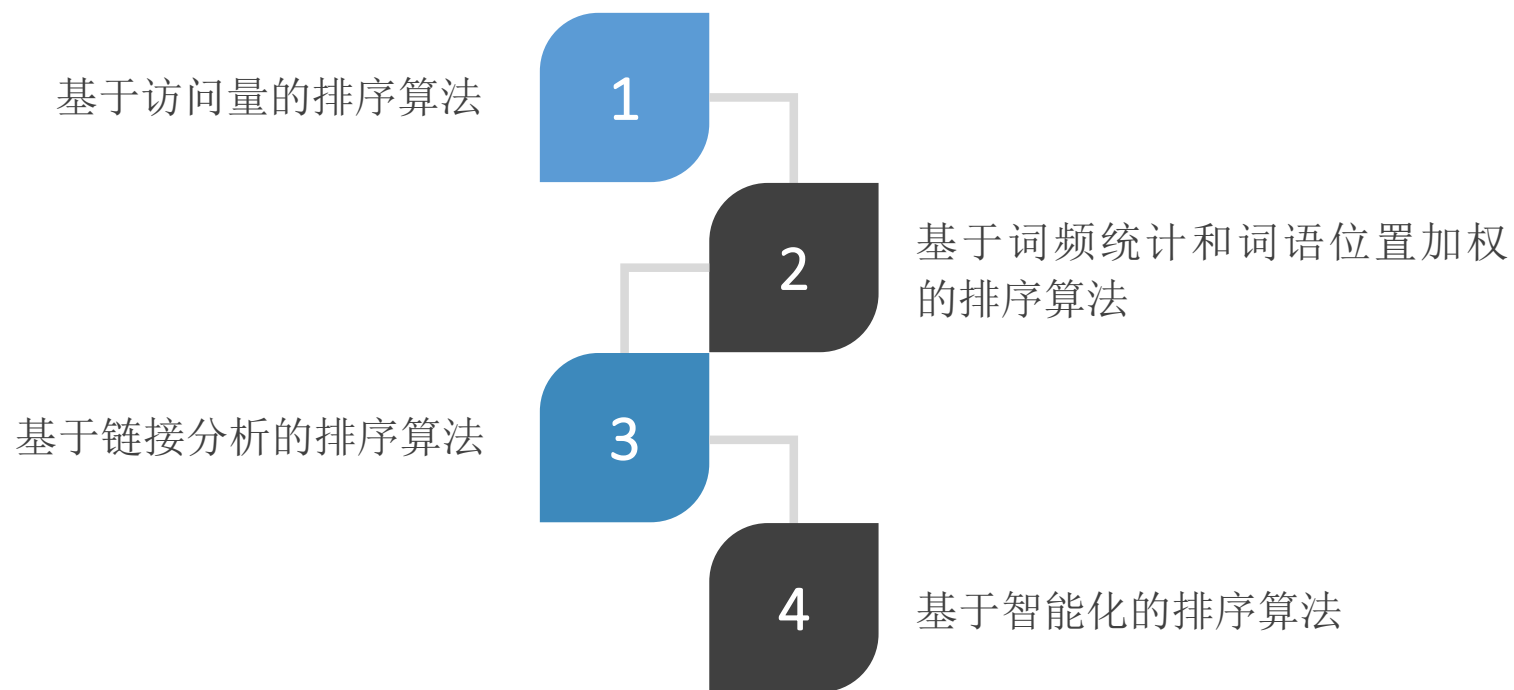 基于访问量的排序算法
1
2
基于词频统计和词语位置加权
的排序算法
基于链接分析的排序算法
3
4
基于智能化的排序算法